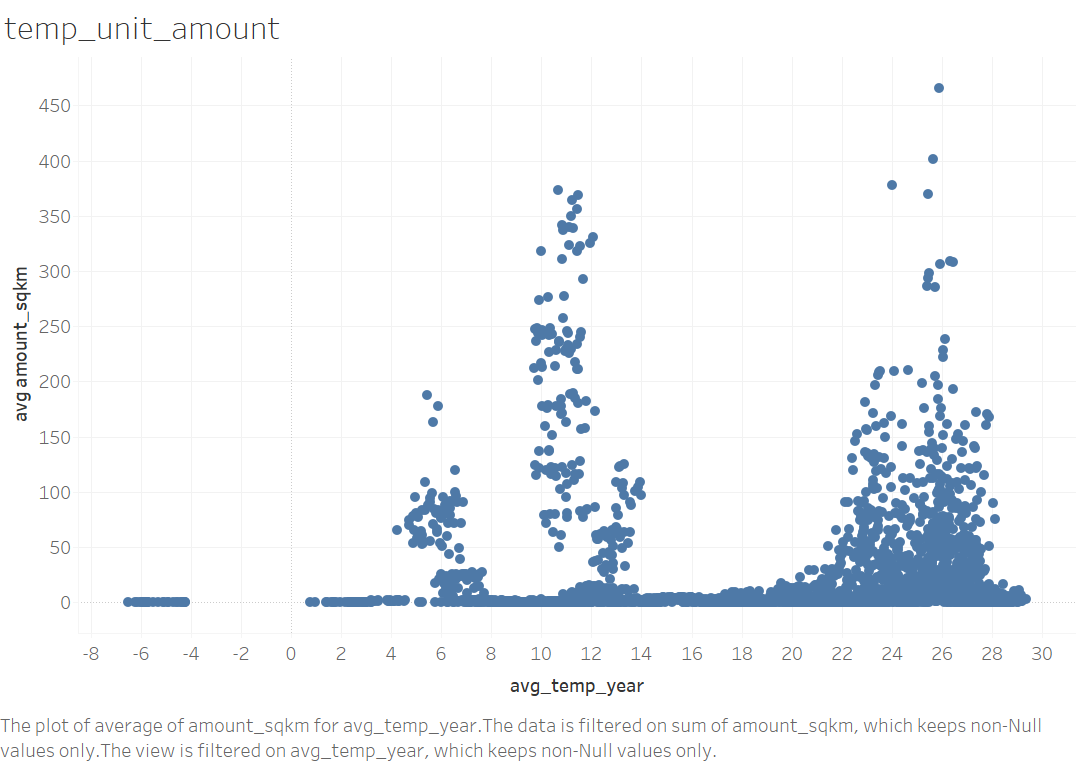 temp_unit_amount
450
400
350
300
250
200
150
100
50
0
avg amount_sqkm
-8 -6 -4 -2 0 2 4 6 8 10 12 14 16 18 20 22 24 26 28 30
avg_temp_year
The plot of average of amount_sqkm for avg_temp_year.The data is filtered on sum of amount_sqkm, which keeps non-Null
values only.The view is filtered on avg_temp_year, which keeps non-Null values only.